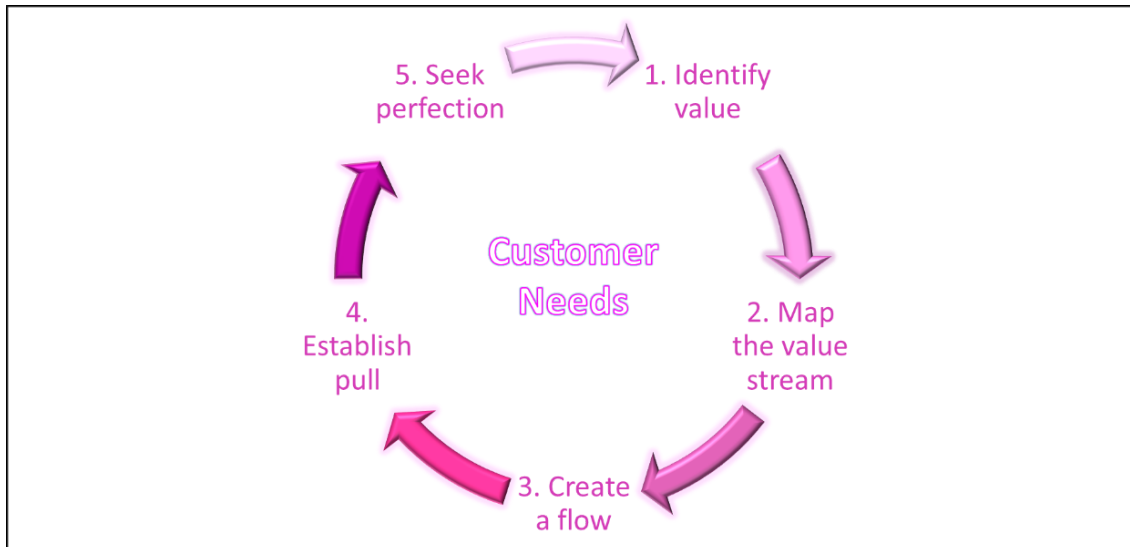 5. Seek
perfection
1. Identify
value
Customer
Needs
2. Map
the value
stream
4.
Establish
pull
3. Create
a flow